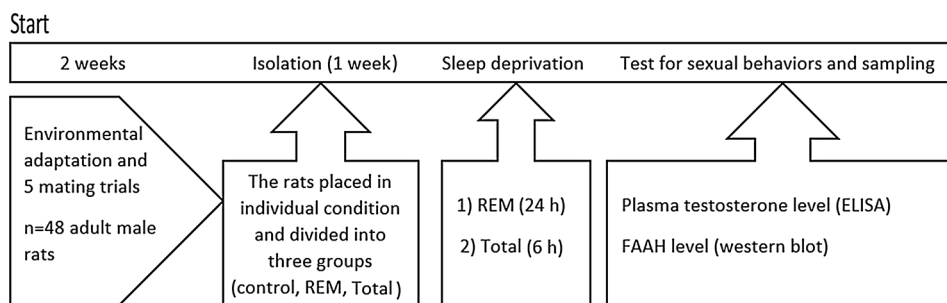 Start
2 weeks
Isolation (1 week)
Sleep deprivation
Test for sexual behaviors and sampling
Environmental
adaptation and
5 mating trials
n=48 adult male
rats
The rats placed in
individual condition
and divided into
three groups
(control, REM, Total)
1) REM (24 h)
2) Total (6 h)
Plasma testosterone level (ELISA)
FAAH level (western blot)